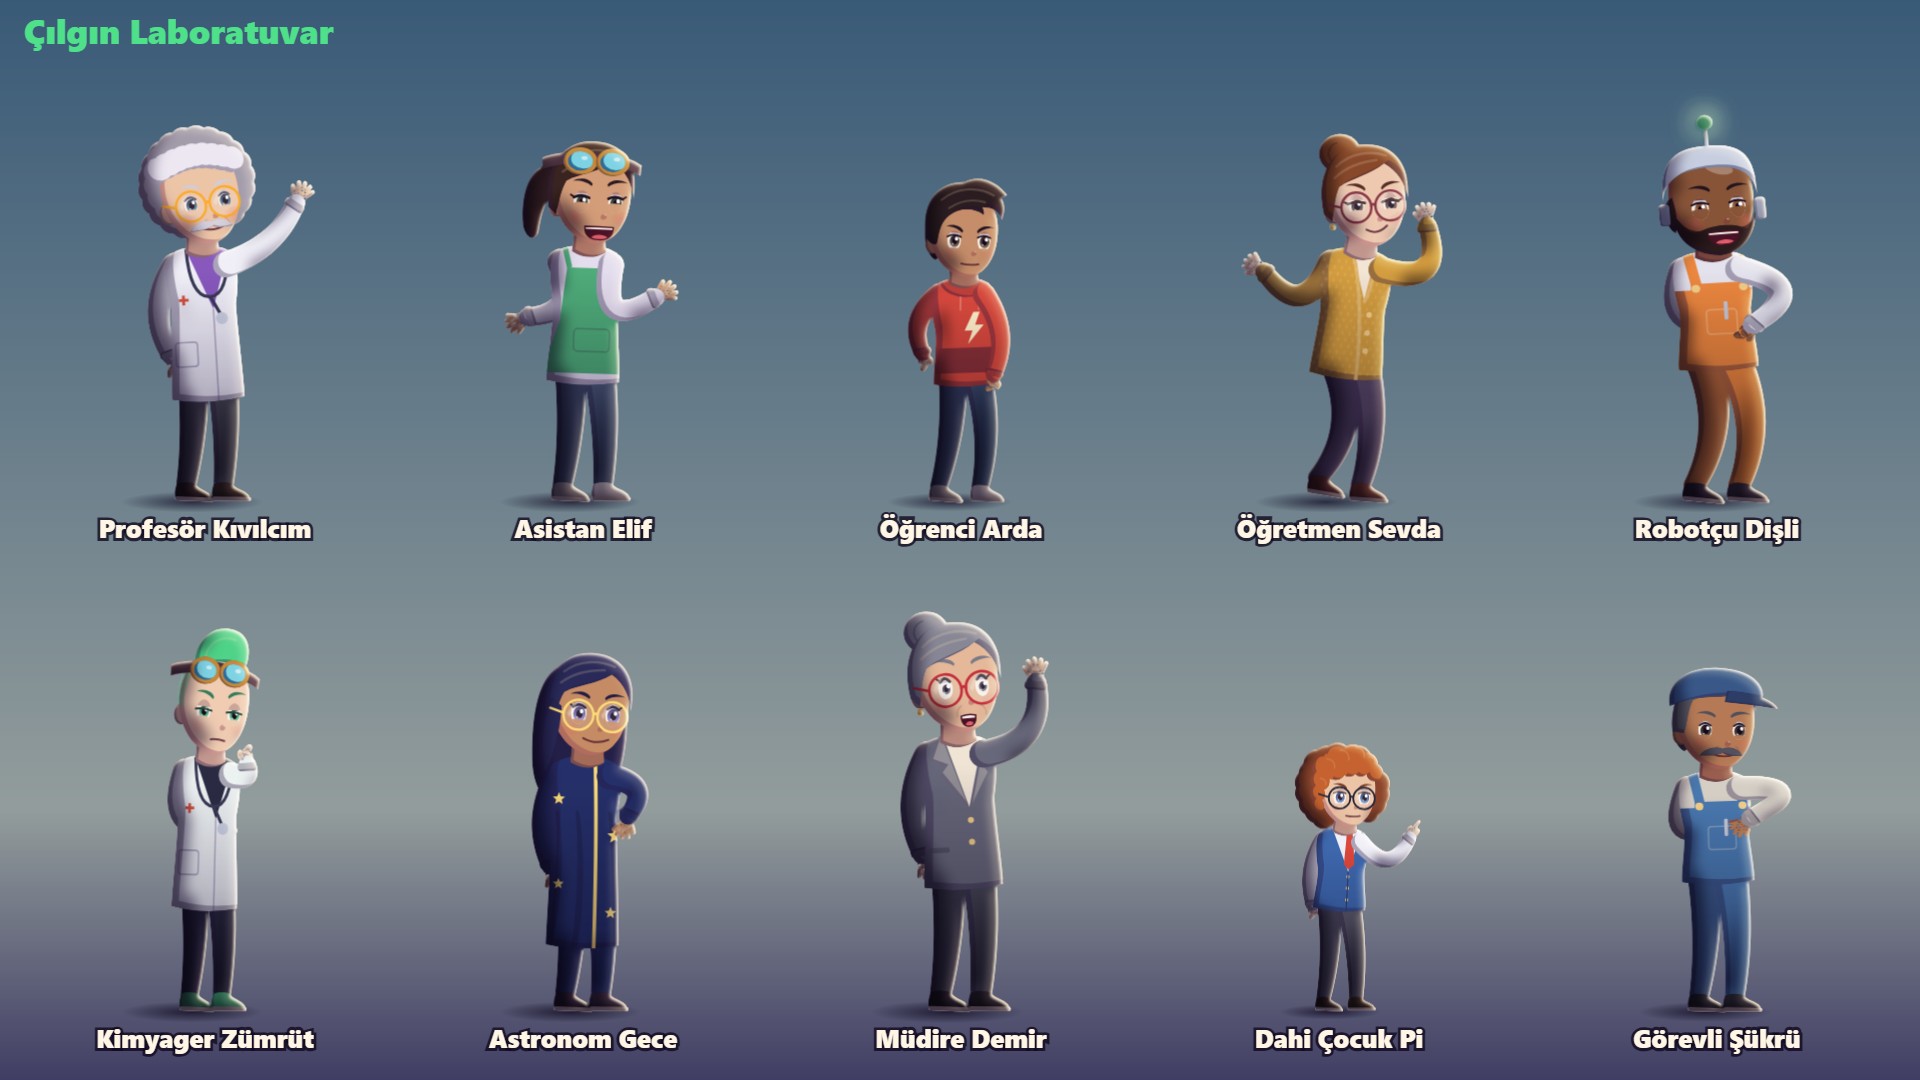 Çılgın Laboratuvar
Profesör Kıvılcım
Asistan Elif
Öğrenci Arda
Öğretmen Sevda
Robotçu Dişli
Kimyager Zümrüt
Astronom Gece
Müdire Demir
Dahi Çocuk Pi
Görevli Şükrü